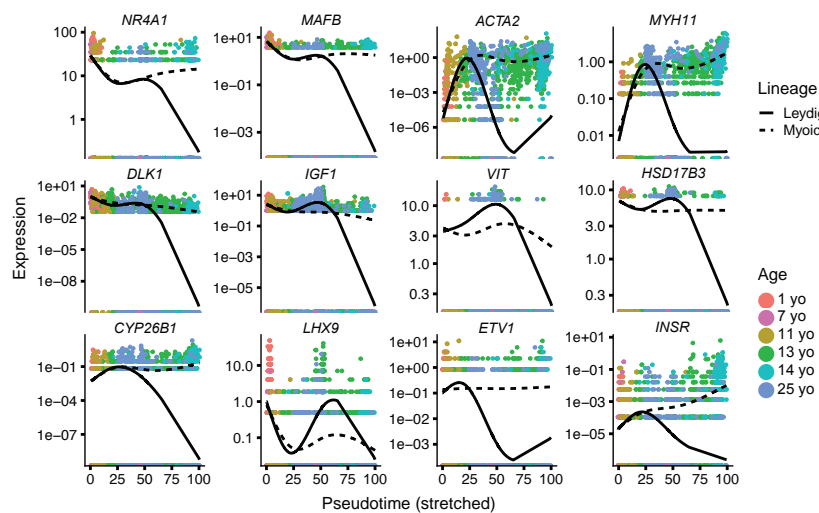 NR4A1 MAFB ACTA2 MYH11
100 10 1
1e+01 1e−01 1e−03
1e+00 1e−03 1e−06
1.00 0.10 0.01
Lineage
Leydig
Myoid
DLK1 IGF1 VIT HSD17B3
1e+01 1e−02 1e−05 1e−08
1e+01 1e−01 1e−03 1e−05
10.0 3.0 1.0 0.3
10.0 3.0 1.0 0.3
Expression
CYP26B1 LHX9 ETV1 INSR
1e−01 1e−04 1e−07
10.0 1.0 0.1
1e+01 1e−01 1e−03
1e+01 1e−01 1e−03 1e−05
Age
1 yo
7 yo
11 yo
13 yo
14 yo
25 yo
0 25 50 75 100 0 25 50 75 100 0 25 50 75 100 0 25 50 75 100
Pseudotime (stretched)